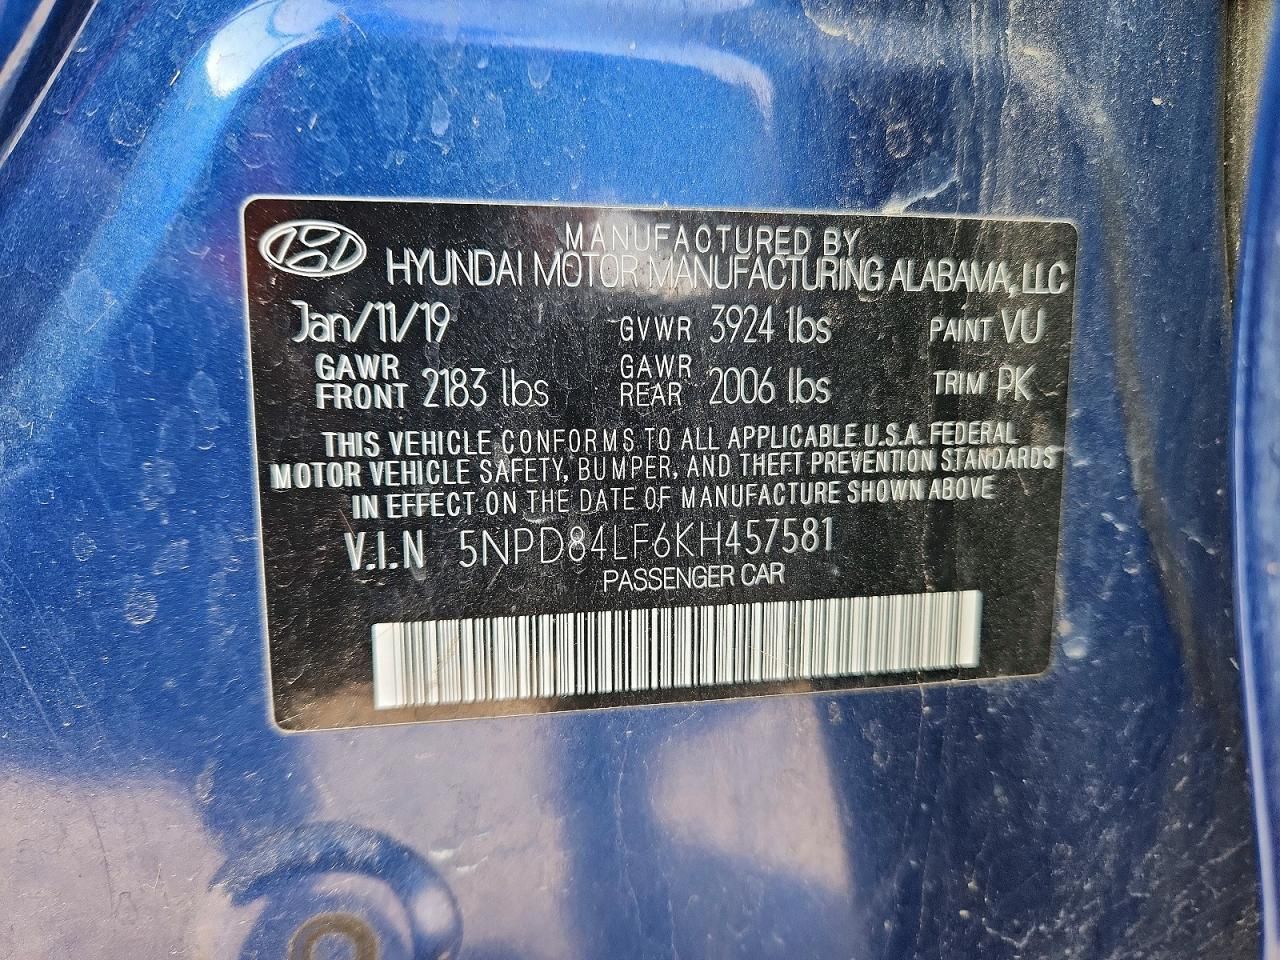 MANUFACTURED BY
HYUNDAI MOTOR MANUFACTURING ALABAMA, LLC
Jan/11/19 GVWR 3924 lbs PAINT VU
GAWR FRONT 2183 lbs GAWR REAR 2006 lbs TRIM PK
THIS VEHICLE CONFORMS TO ALL APPLICABLE U.S.A. FEDERAL
MOTOR VEHICLE SAFETY, BUMPER, AND THEFT PREVENTION STANDARDS
IN EFFECT ON THE DATE OF MANUFACTURE SHOWN ABOVE
V.I.N 5NPD84LF6KH457581
PASSENGER CAR